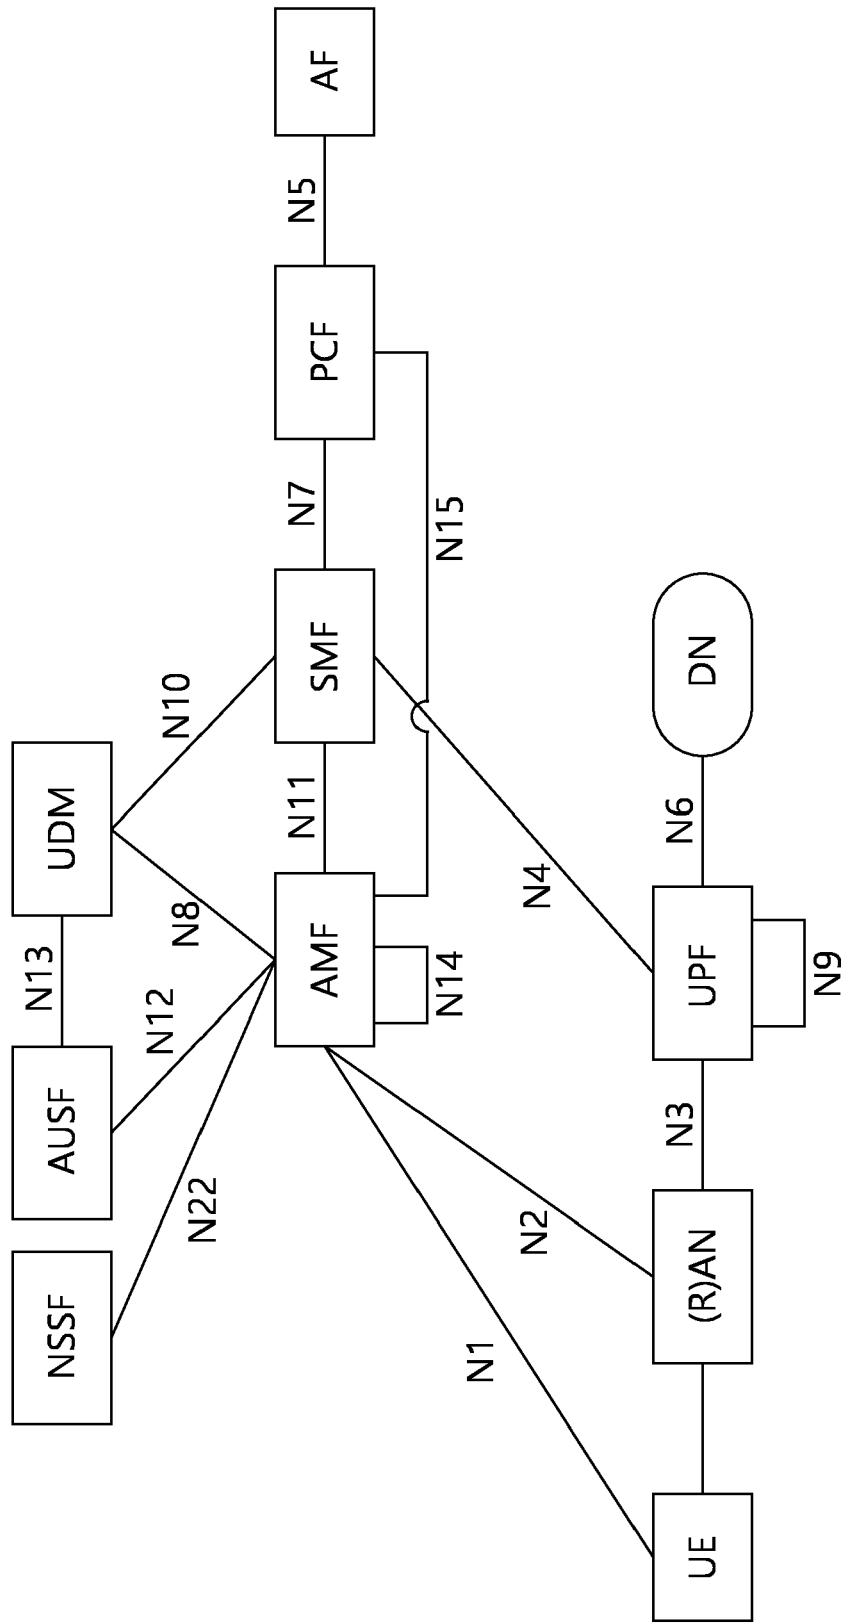 NSSF
AUSF
N13
UDM
N22
N12
N8
N10
AMF
N11
SMF
N7
PCF
N5
AF
N14
N15
N1
N2
N4
UE
(R)AN
N3
UPF
N6
DN
N9